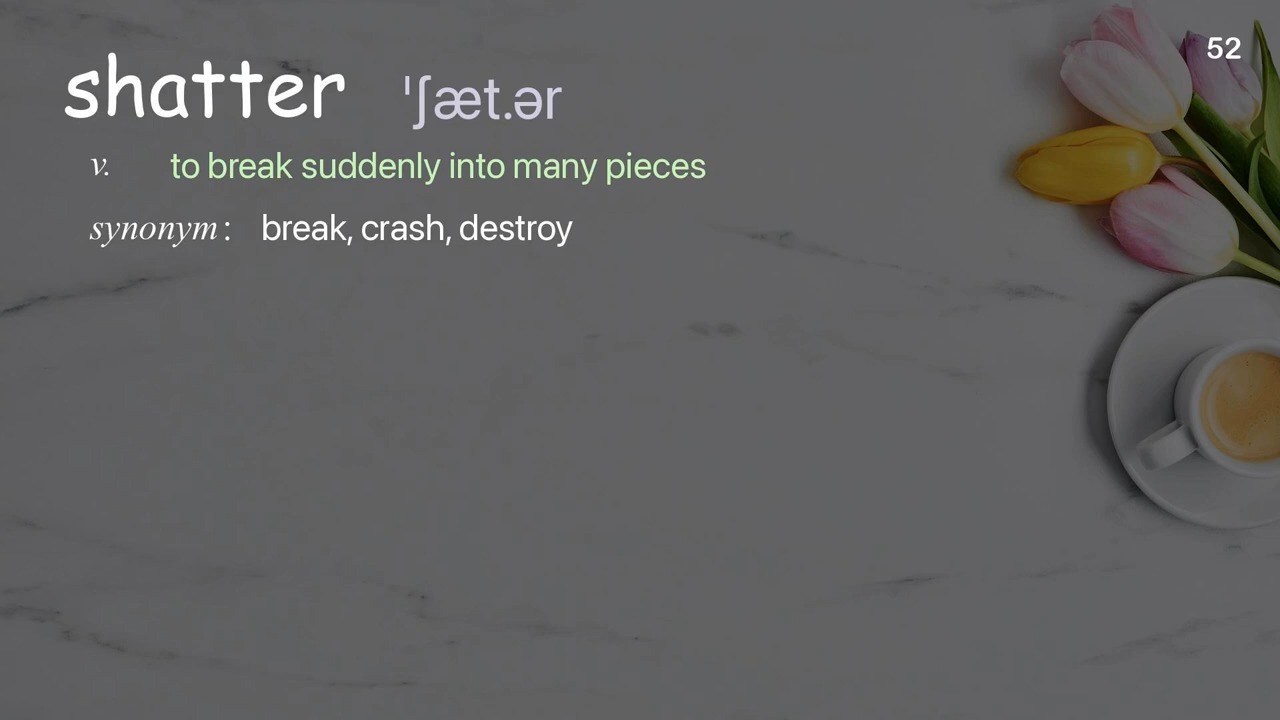 52
shatter ˈʃæt.ər
v. to break suddenly into many pieces
synonym: break, crash, destroy